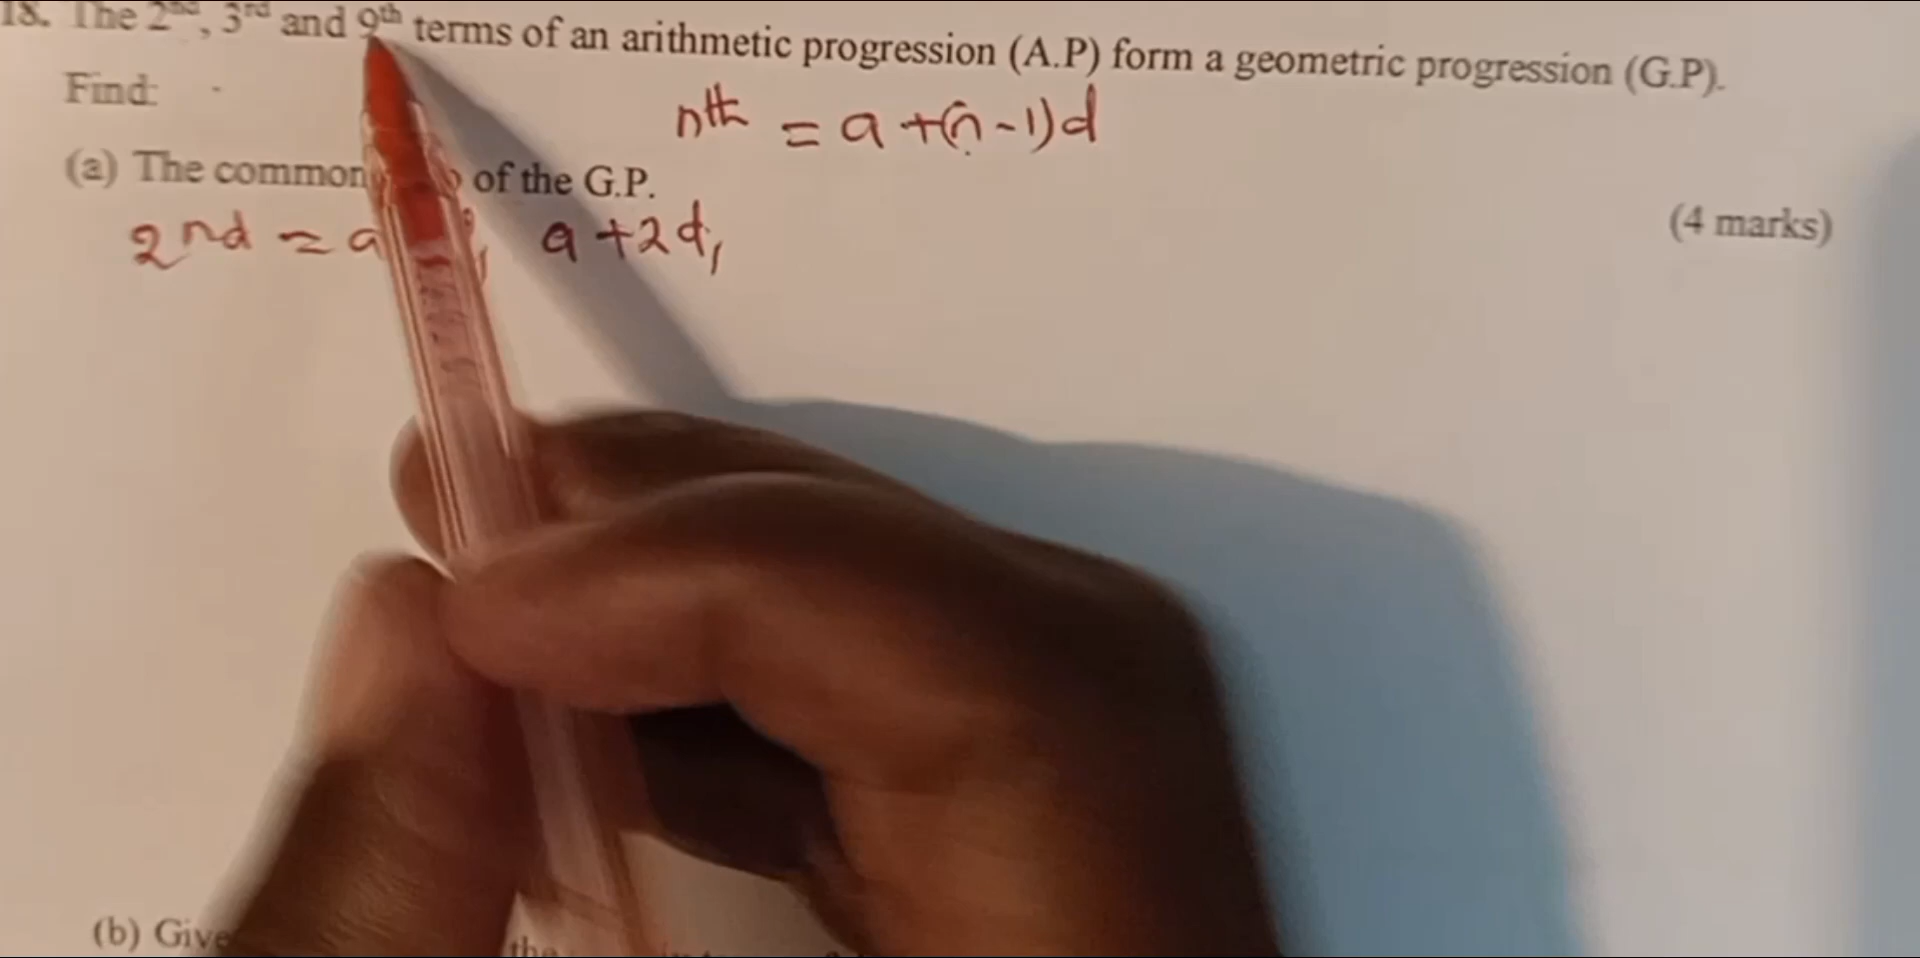 18. The 2nd, 3rd and 9th terms of an arithmetic progression (A.P) form a geometric progression (G.P).
Find:
nth = a + (n - 1)d
(a) The common of the G.P.
(4 marks)
2nd = a a + 2d,
(b) Give the